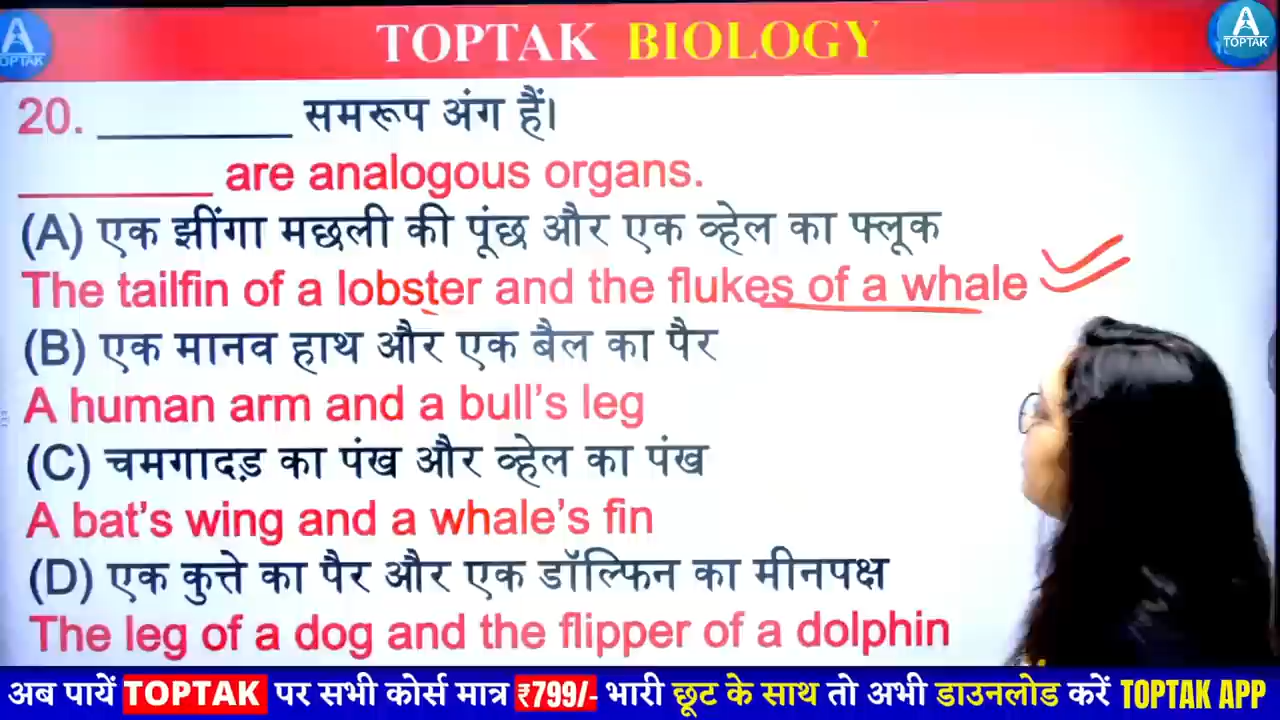 A
TOPTAK
TOPTAK BIOLOGY
A
TOPTAK
20. __________ समरूप अंग हैं।
__________ are analogous organs.
(A) एक झींगा मछली की पूंछ और एक व्हेल का फ्लूक
The tailfin of a lobster and the flukes of a whale
(B) एक मानव हाथ और एक बैल का पैर
A human arm and a bull's leg
(C) चमगादड़ का पंख और व्हेल का पंख
A bat's wing and a whale's fin
(D) एक कुत्ते का पैर और एक डॉल्फिन का मीनपक्ष
The leg of a dog and the flipper of a dolphin
अब पायें TOPTAK पर सभी कोर्स मात्र ₹799/- भारी छूट के साथ तो अभी डाउनलोड करें TOPTAK APP